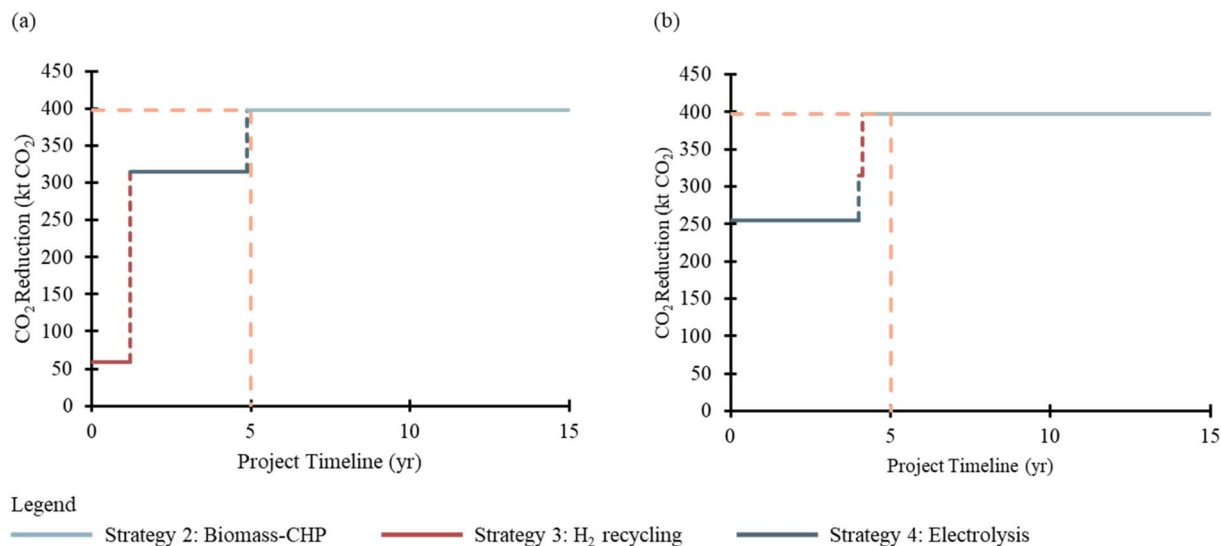 (a)
CO₂ Reduction (kt CO₂)
450
400
350
300
250
200
150
100
50
0
0 5 10 15
Project Timeline (yr)
(b)
CO₂ Reduction (kt CO₂)
450
400
350
300
250
200
150
100
50
0
0 5 10 15
Project Timeline (yr)
Legend
Strategy 2: Biomass-CHP Strategy 3: H₂ recycling Strategy 4: Electrolysis